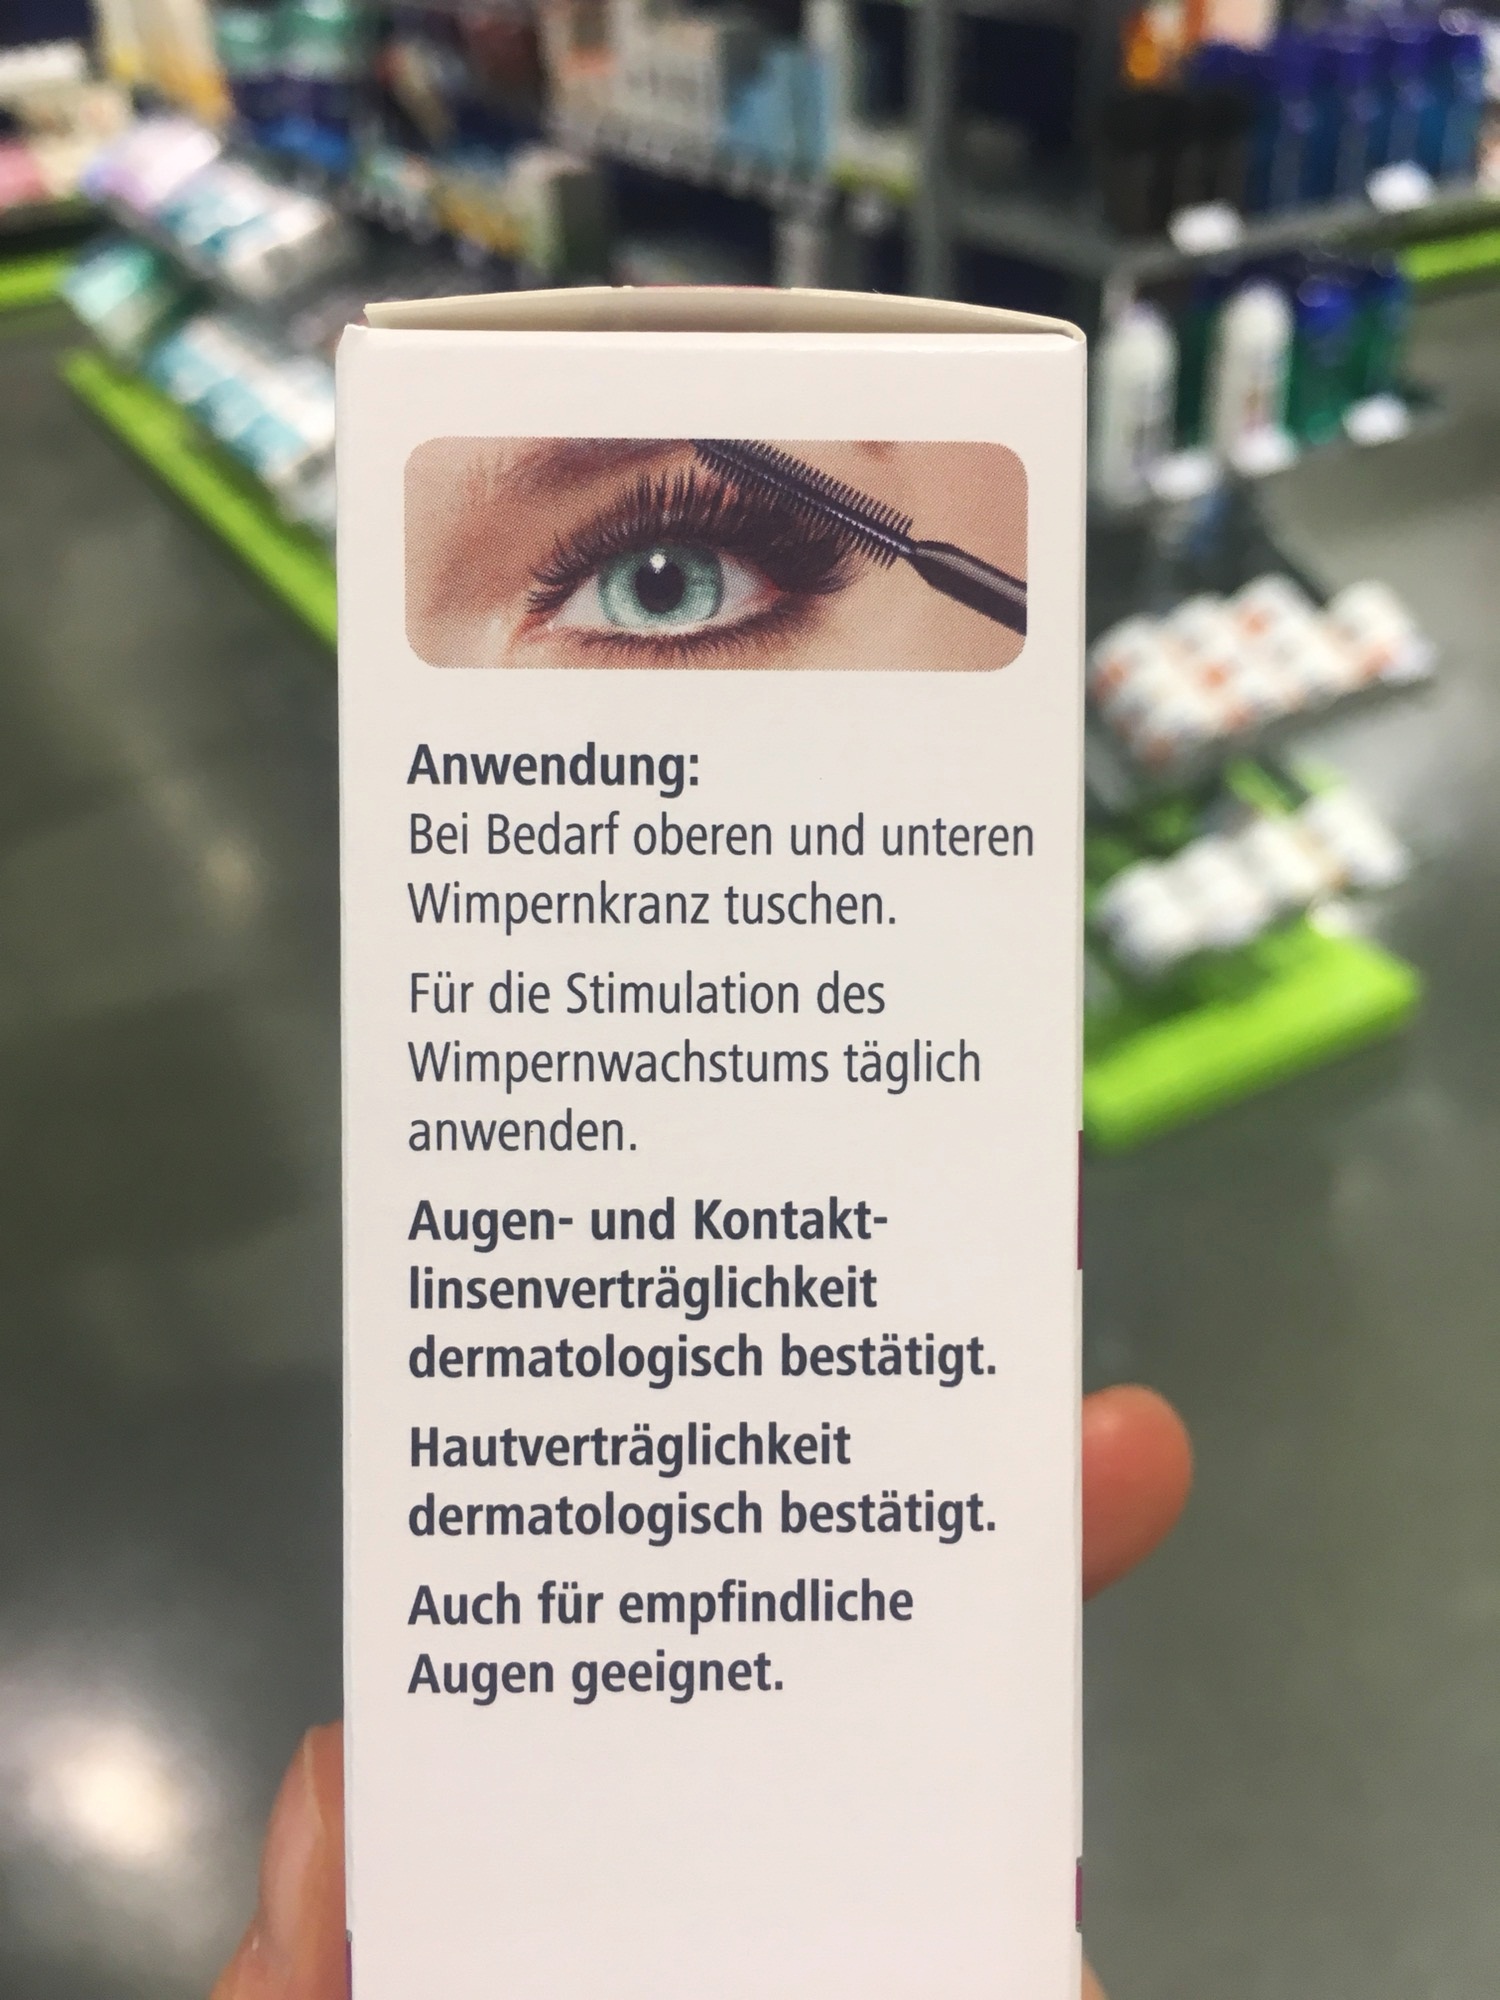 Anwendung:
Bei Bedarf oberen und unteren
Wimpernkranz tuschen.
Für die Stimulation des
Wimpernwachstums täglich
anwenden.
Augen- und Kontakt-
linsenverträglichkeit
dermatologisch bestätigt.
Hautverträglichkeit
dermatologisch bestätigt.
Auch für empfindliche
Augen geeignet.